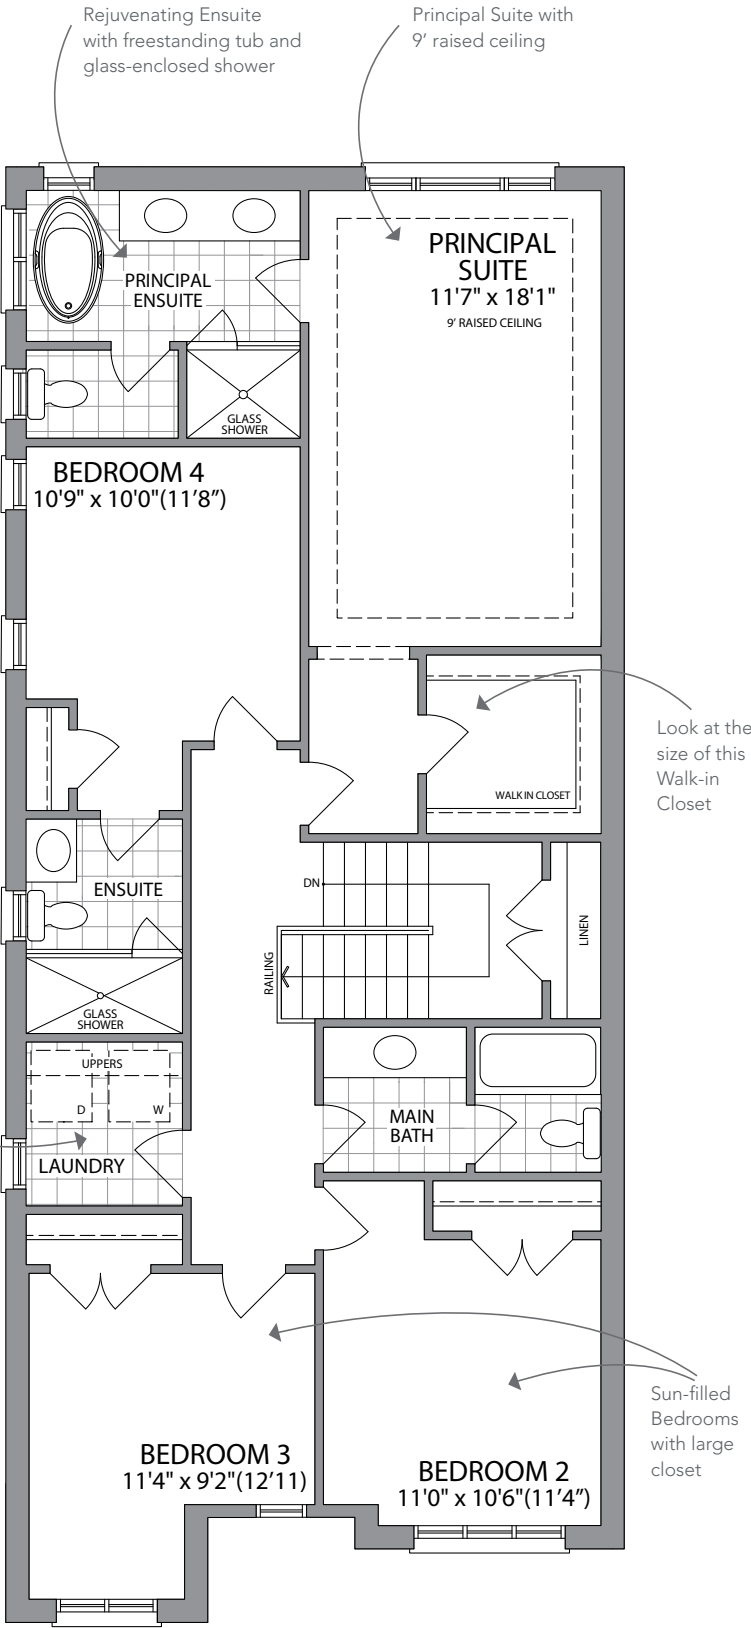 Rejuvenating Ensuite
with freestanding tub and
glass-enclosed shower
Principal Suite with
9’ raised ceiling
PRINCIPAL
ENSUITE
PRINCIPAL
SUITE
11'7" x 18'1"
9' RAISED CEILING
GLASS
SHOWER
BEDROOM 4
10'9" x 10'0"(11’8”)
Look at the
size of this
Walk-in
Closet
WALK IN CLOSET
ENSUITE
DN
LINEN
RAILING
GLASS
SHOWER
UPPERS
D
W
LAUNDRY
MAIN
BATH
Sun-filled
Bedrooms
with large
closet
BEDROOM 3
11'4" x 9'2"(12’11)
BEDROOM 2
11'0" x 10'6"(11’4”)